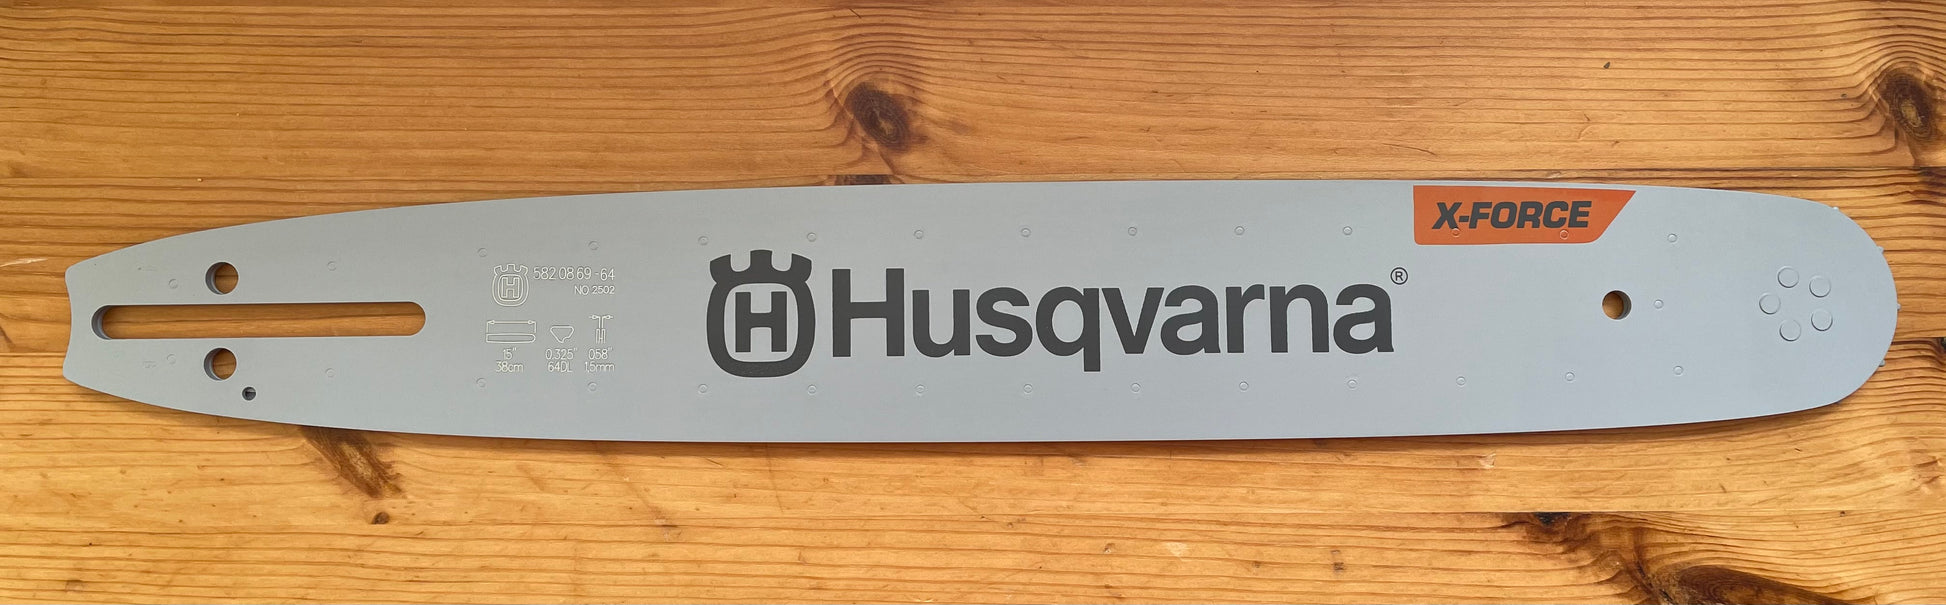 X-FORCE
H 582 08 69-64
NO 2502
H Husqvarna®
15" 0,325" 058"
38cm 64DL 1,5mm